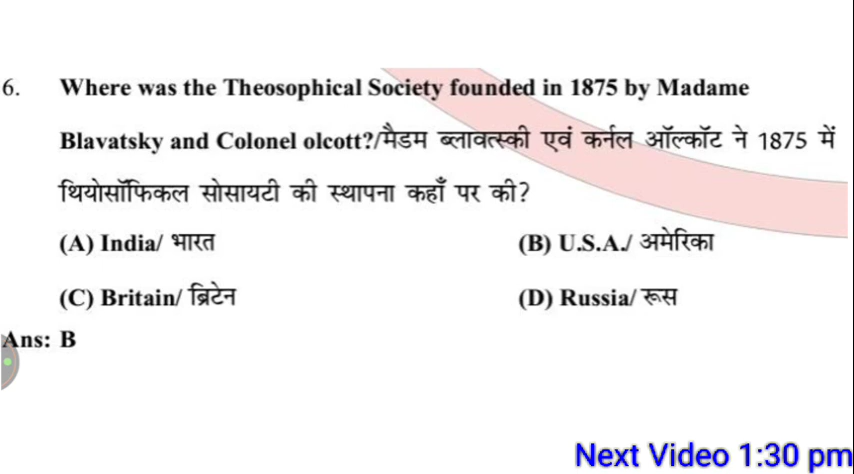 6. Where was the Theosophical Society founded in 1875 by Madame
Blavatsky and Colonel olcott?/मैडम ब्लावत्स्की एवं कर्नल ऑल्कॉट ने 1875 में
थियोसॉफिकल सोसायटी की स्थापना कहाँ पर की?
(A) India/ भारत (B) U.S.A./ अमेरिका
(C) Britain/ ब्रिटेन (D) Russia/ रूस
Ans: B
Next Video 1:30 pm